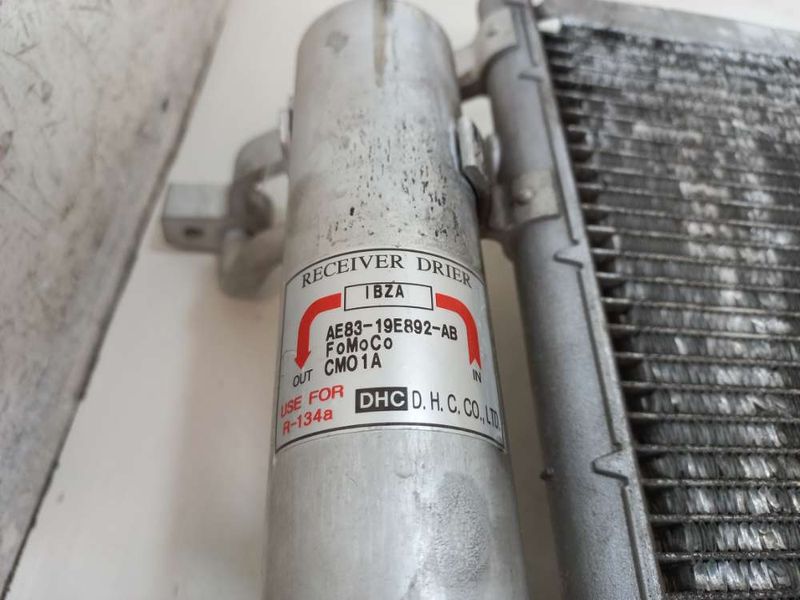 RECEIVER DRIER
IBZA
AE83-19E892-AB
FoMoCo
CM01A
OUT
IN
USE FOR
R-134a
DHC D.H.C.CO.,LTD.